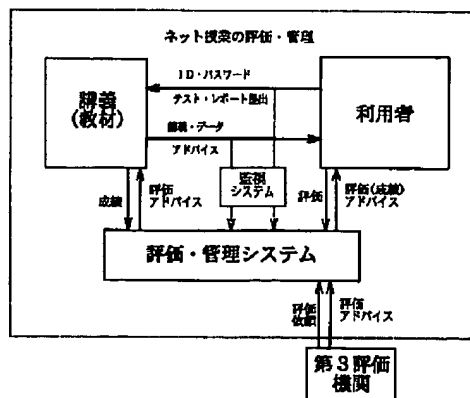 ネット授業の評価・管理
ID・パスワード
講義
(教材)
テスト・レポート提出
利用者
講義・データ
アドバイス
監視
システム
成績
評価
アドバイス
評価
評価(成績)
アドバイス
評価・管理システム
評価
依頼
評価
アドバイス
第3評価
機関